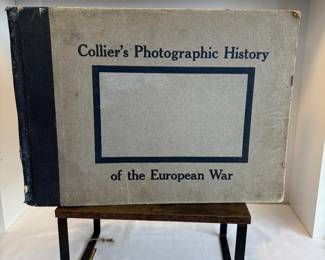 Collier's Photographic History
of the European War